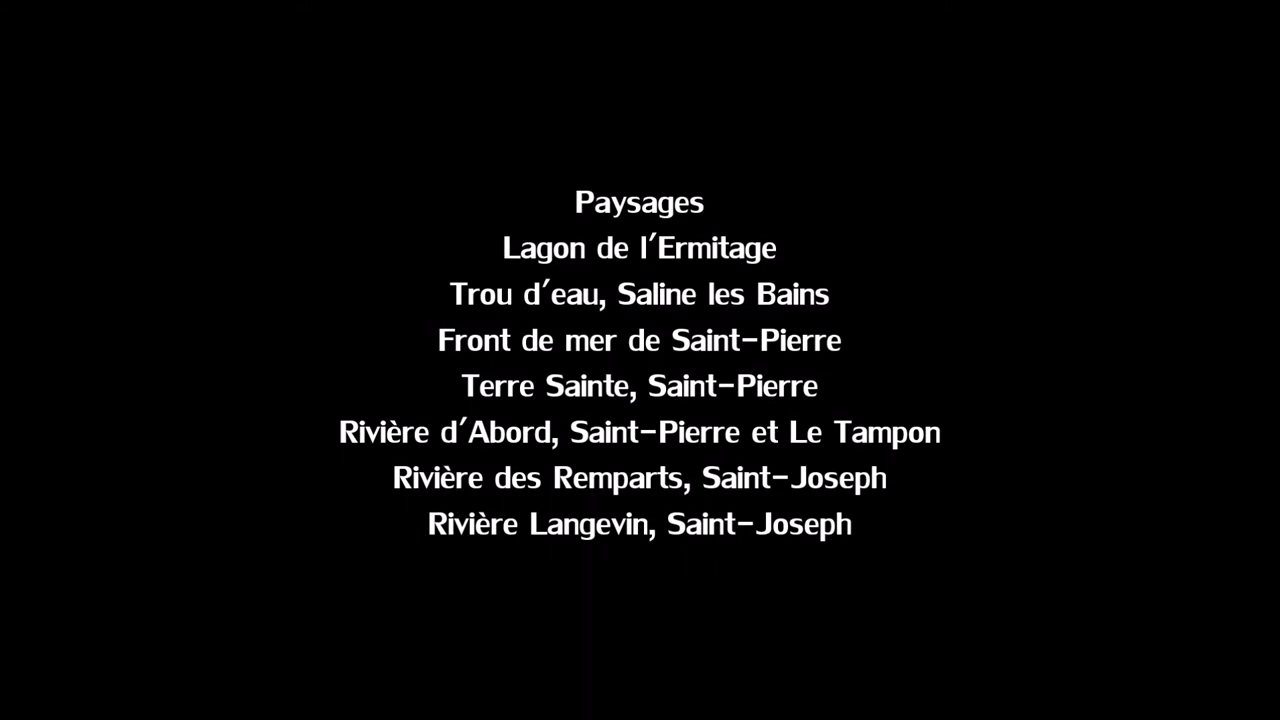 Paysages
Lagon de l'Ermitage
Trou d'eau, Saline les Bains
Front de mer de Saint-Pierre
Terre Sainte, Saint-Pierre
Rivière d'Abord, Saint-Pierre et Le Tampon
Rivière des Remparts, Saint-Joseph
Rivière Langevin, Saint-Joseph